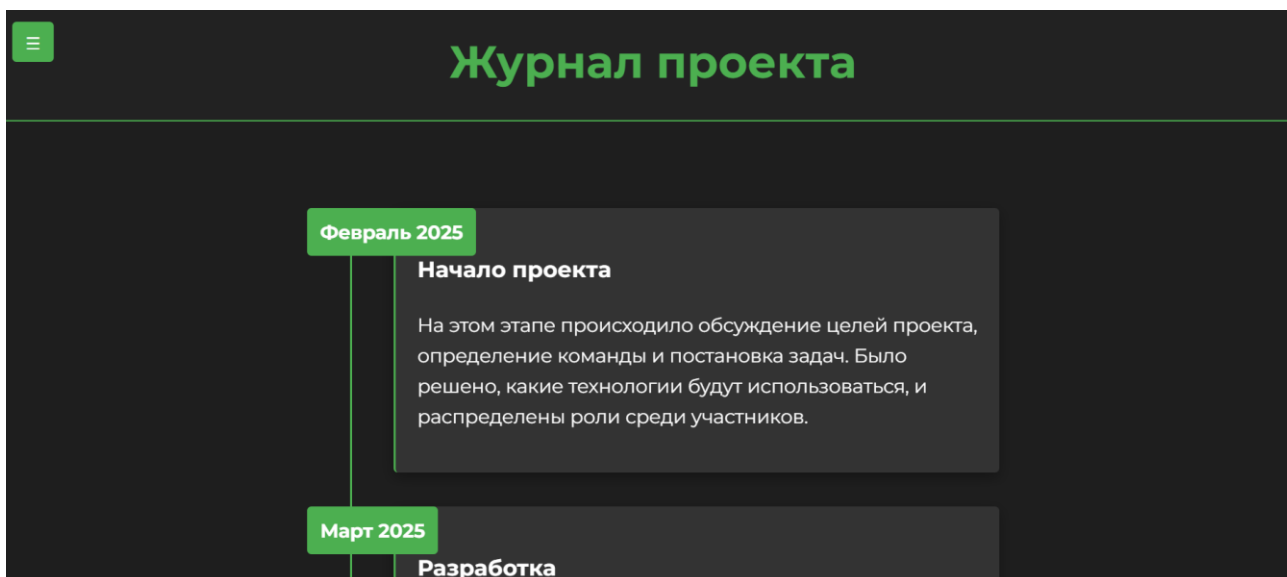 Журнал проекта
Февраль 2025
Начало проекта
На этом этапе происходило обсуждение целей проекта,
определение команды и постановка задач. Было
решено, какие технологии будут использоваться, и
распределены роли среди участников.
Март 2025
Разработка